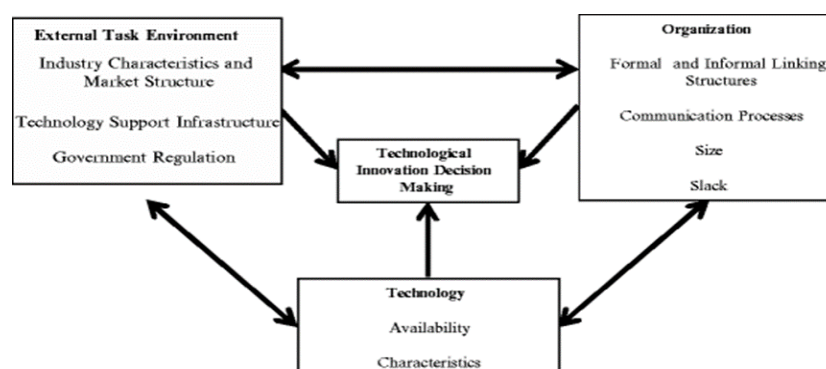 External Task Environment
Industry Characteristics and
Market Structure
Technology Support Infrastructure
Government Regulation
Organization
Formal and Informal Linking
Structures
Communication Processes
Size
Slack
Technological
Innovation Decision
Making
Technology
Availability
Characteristics